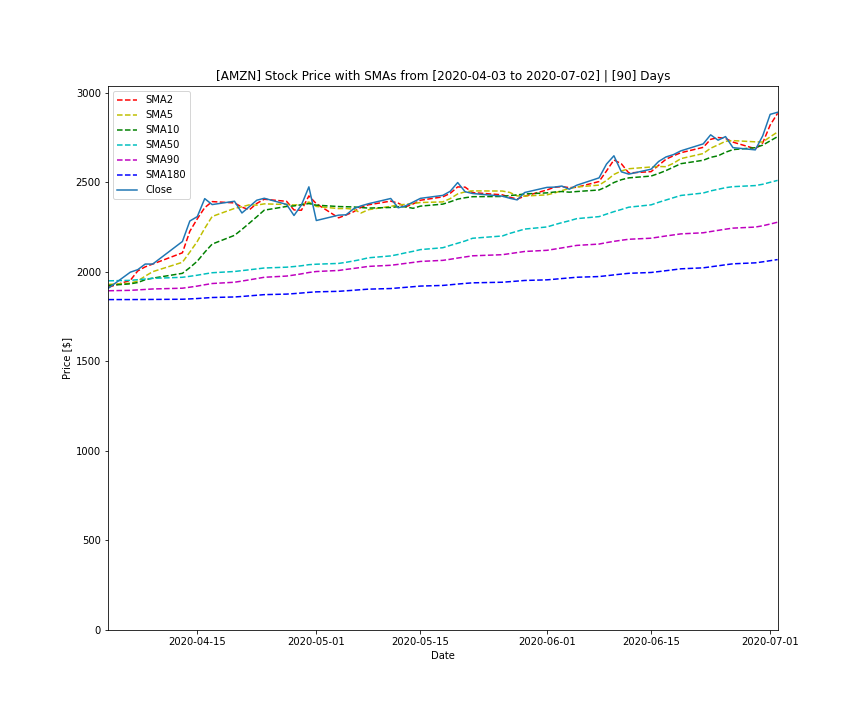 [AMZN] Stock Price with SMAs from [2020-04-03 to 2020-07-02] | [90] Days
SMA2
SMA5
SMA10
SMA50
SMA90
SMA180
Close
3000
2500
2000
1500
1000
500
0
Price [$]
2020-04-15
2020-05-01
2020-05-15
2020-06-01
2020-06-15
2020-07-01
Date